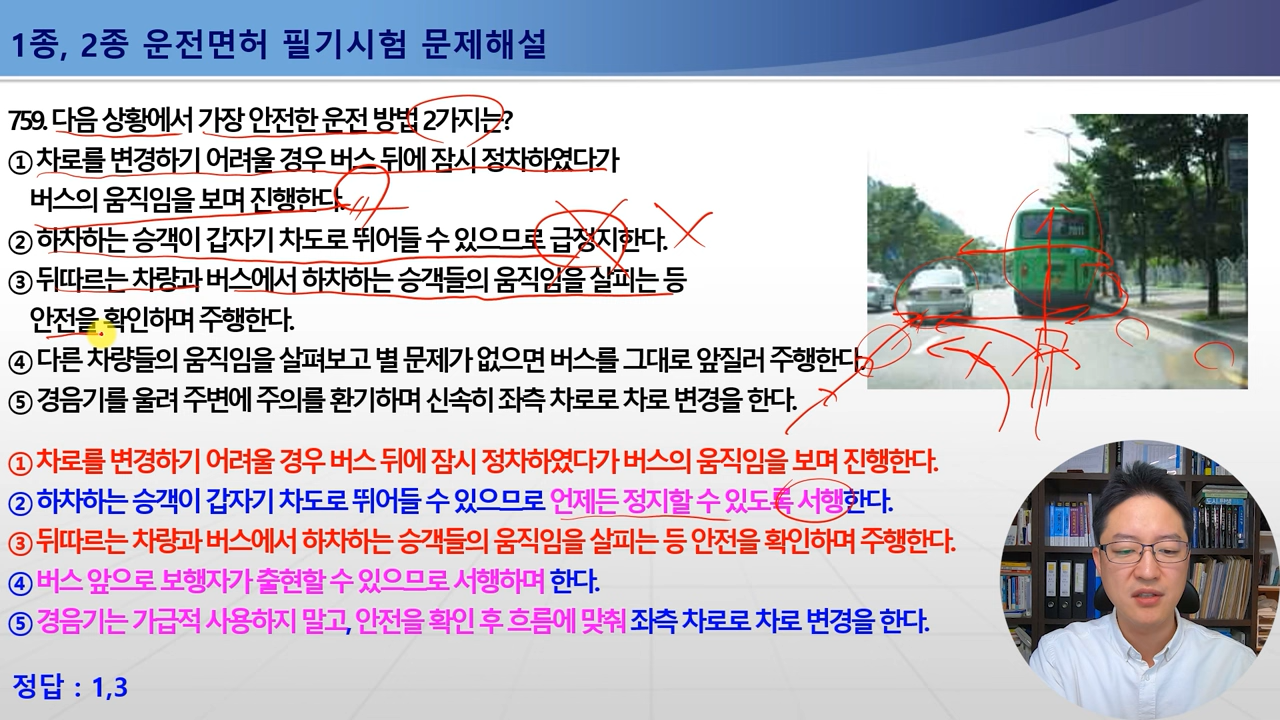 1종, 2종 운전면허 필기시험 문제해설
759. 다음 상황에서 가장 안전한 운전 방법 2가지는?
① 차로를 변경하기 어려울 경우 버스 뒤에 잠시 정차하였다가
버스의 움직임을 보며 진행한다.
② 하차하는 승객이 갑자기 차도로 뛰어들 수 있으므로 급정지한다.
③ 뒤따르는 차량과 버스에서 하차하는 승객들의 움직임을 살피는 등
안전을 확인하며 주행한다.
④ 다른 차량들의 움직임을 살펴보고 별 문제가 없으면 버스를 그대로 앞질러 주행한다.
⑤ 경음기를 울려 주변에 주의를 환기하며 신속히 좌측 차로로 차로 변경을 한다.
① 차로를 변경하기 어려울 경우 버스 뒤에 잠시 정차하였다가 버스의 움직임을 보며 진행한다.
② 하차하는 승객이 갑자기 차도로 뛰어들 수 있으므로 언제든 정지할 수 있도록 서행한다.
③ 뒤따르는 차량과 버스에서 하차하는 승객들의 움직임을 살피는 등 안전을 확인하며 주행한다.
④ 버스 앞으로 보행자가 출현할 수 있으므로 서행하며 한다.
⑤ 경음기는 가급적 사용하지 말고, 안전을 확인 후 흐름에 맞춰 좌측 차로로 차로 변경을 한다.
정답 : 1,3